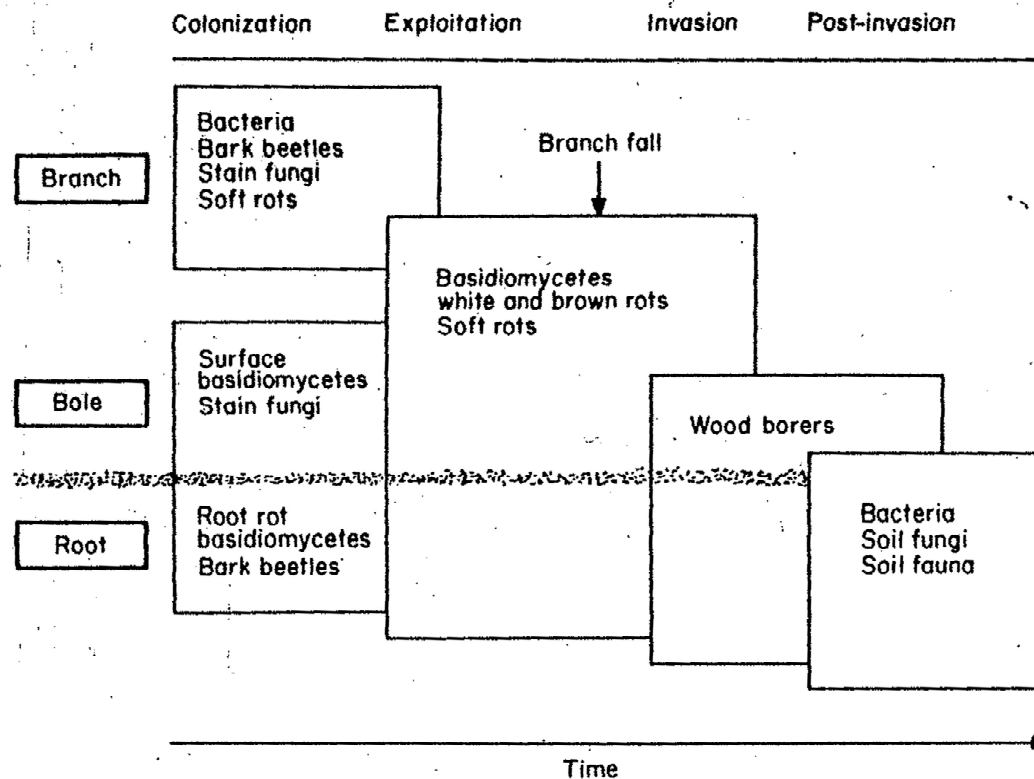 Colonization Exploitation Invasion Post-invasion
Branch
Bacteria
Bark beetles
Stain fungi
Soft rots
Branch fall
Basidiomycetes
white and brown rots
Soft rots
Bole
Surface
basidiomycetes
Stain fungi
Wood borers
Root
Root rot
basidiomycetes
Bark beetles
Bacteria
Soil fungi
Soil fauna
Time